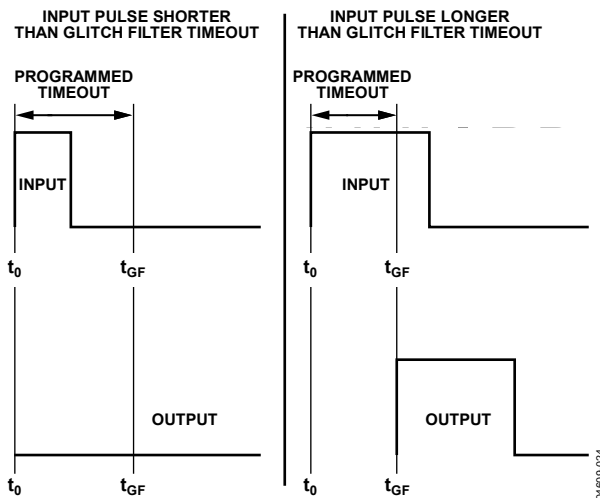 INPUT PULSE SHORTER
THAN GLITCH FILTER TIMEOUT
INPUT PULSE LONGER
THAN GLITCH FILTER TIMEOUT
PROGRAMMED
TIMEOUT
PROGRAMMED
TIMEOUT
INPUT
INPUT
t0
tGF
t0
tGF
OUTPUT
OUTPUT
t0
tGF
t0
tGF